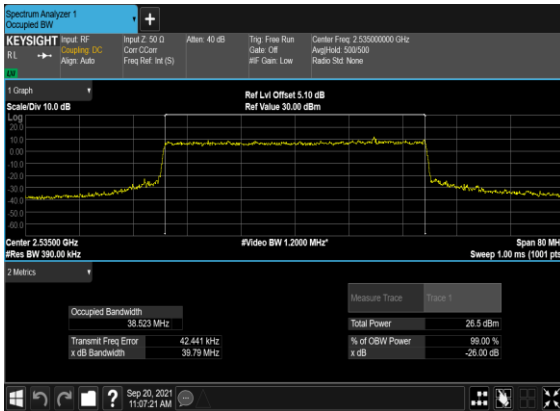 Spectrum Analyzer 1
Occupied BW
KEYSIGHT
RL
Input: RF
Coupling: DC
Align: Auto
Input Z: 50 Ω
Corr CCorr
Freq Ref: Int (S)
Atten: 40 dB
Trig: Free Run
Gate: Off
#IF Gain: Low
Center Freq: 2.535000000 GHz
Avg|Hold: 500/500
Radio Std: None
1 Graph
Scale/Div 10.0 dB
Ref Lvl Offset 5.10 dB
Ref Value 30.00 dBm
Log
20.0
10.0
0.00
-10.0
-20.0
-30.0
-40.0
-50.0
-60.0
Center 2.53500 GHz
#Res BW 390.00 kHz
#Video BW 1.2000 MHz*
Span 80 MH
Sweep 1.00 ms (1001 pts
2 Metrics
Measure Trace
Trace 1
Occupied Bandwidth
38.523 MHz
Total Power
26.5 dBm
Transmit Freq Error
42.441 kHz
% of OBW Power
99.00 %
x dB Bandwidth
39.79 MHz
x dB
-26.00 dB
?
Sep 20, 2021
11:07:21 AM